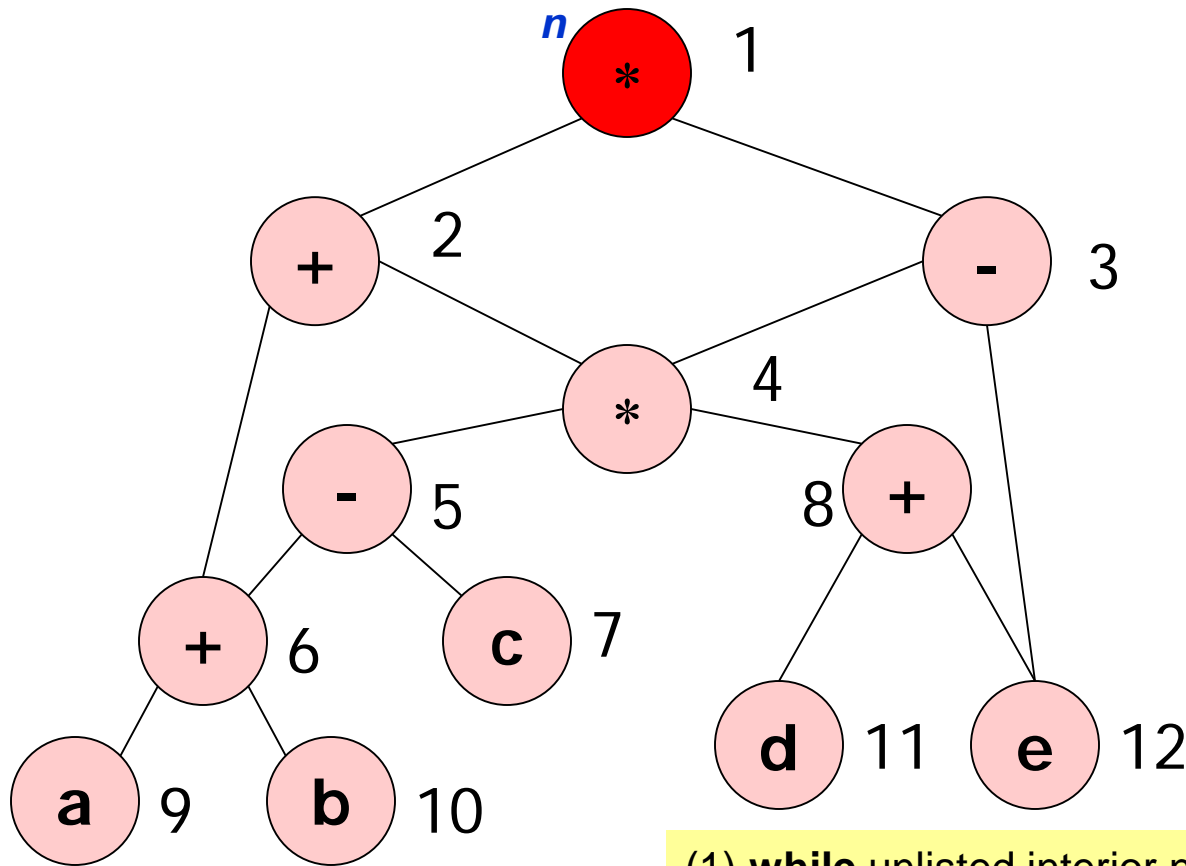 n * 1
+ 2 - 3
* 4
- 5 8 +
+ 6 c 7
d 11 e 12
a 9 b 10
(1) while unlisted interior